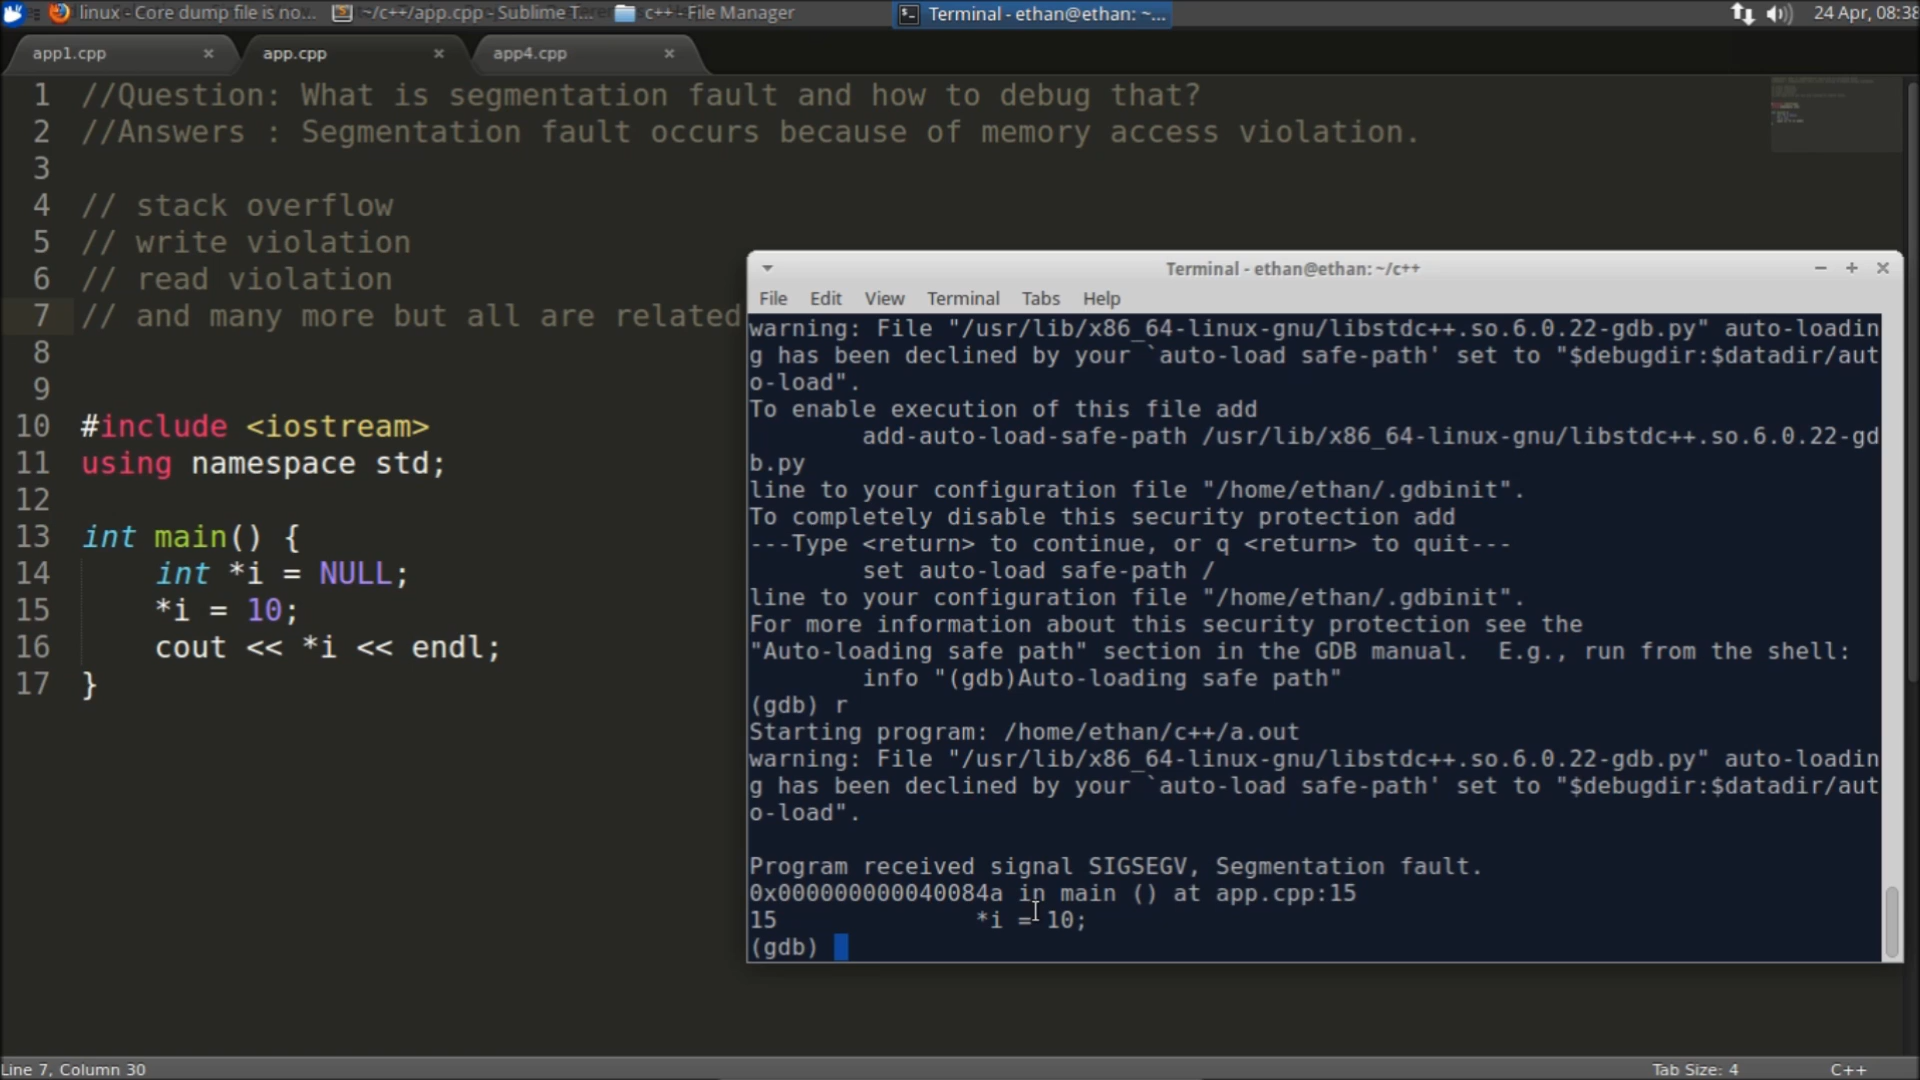 linux - Core dump file is no...
~/c++/app.cpp - Sublime T...
c++ - File Manager
Terminal - ethan@ethan: ~...
24 Apr, 08:38
app1.cpp ×
app.cpp ×
app4.cpp ×
1 //Question: What is segmentation fault and how to debug that?
2 //Answers : Segmentation fault occurs because of memory access violation.
3
4 // stack overflow
5 // write violation
6 // read violation
7 // and many more but all are related
8
9
10 #include <iostream>
11 using namespace std;
12
13 int main() {
14 int *i = NULL;
15 *i = 10;
16 cout << *i << endl;
17 }
Terminal - ethan@ethan: ~/c++
File Edit View Terminal Tabs Help
warning: File "/usr/lib/x86_64-linux-gnu/libstdc++.so.6.0.22-gdb.py" auto-loadin
g has been declined by your `auto-load safe-path' set to "$debugdir:$datadir/aut
o-load".
To enable execution of this file add
add-auto-load-safe-path /usr/lib/x86_64-linux-gnu/libstdc++.so.6.0.22-gd
b.py
line to your configuration file "/home/ethan/.gdbinit".
To completely disable this security protection add
---Type <return> to continue, or q <return> to quit---
set auto-load safe-path /
line to your configuration file "/home/ethan/.gdbinit".
For more information about this security protection see the
"Auto-loading safe path" section in the GDB manual.  E.g., run from the shell:
info "(gdb)Auto-loading safe path"
(gdb) r
Starting program: /home/ethan/c++/a.out
warning: File "/usr/lib/x86_64-linux-gnu/libstdc++.so.6.0.22-gdb.py" auto-loadin
g has been declined by your `auto-load safe-path' set to "$debugdir:$datadir/aut
o-load".
Program received signal SIGSEGV, Segmentation fault.
0x000000000040084a in main () at app.cpp:15
15 *i = 10;
(gdb)
Line 7, Column 30
Tab Size: 4
C++